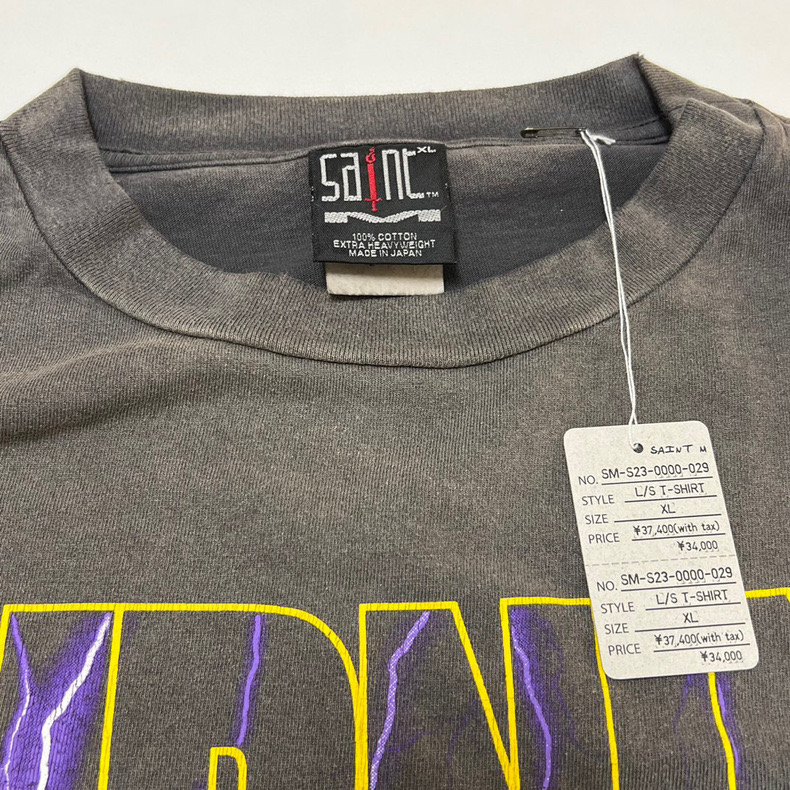 saint XL
TM
100% COTTON
EXTRA HEAVYWEIGHT
MADE IN JAPAN
SAINT M
NO. SM-S23-0000-029
STYLE L/S T-SHIRT
SIZE XL
PRICE ¥37,400(with tax)
¥34,000
NO. SM-S23-0000-029
STYLE L/S T-SHIRT
SIZE XL
PRICE ¥37,400(with tax)
¥34,000